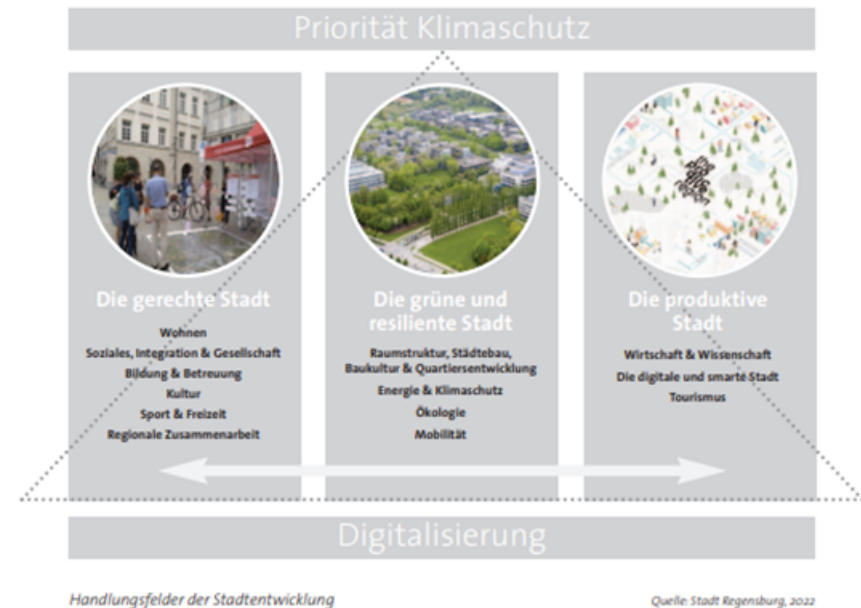 Priorität Klimaschutz
Die gerechte Stadt
Wohnen
Soziales, Integration & Gesellschaft
Bildung & Betreuung
Kultur
Sport & Freizeit
Regionale Zusammenarbeit
Die grüne und
resiliente Stadt
Raumstruktur, Städtebau,
Baukultur & Quartiersentwicklung
Energie & Klimaschutz
Ökologie
Mobilität
Die produktive
Stadt
Wirtschaft & Wissenschaft
Die digitale und smarte Stadt
Tourismus
Digitalisierung
Handlungsfelder der Stadtentwicklung
Quelle: Stadt Regensburg, 2022